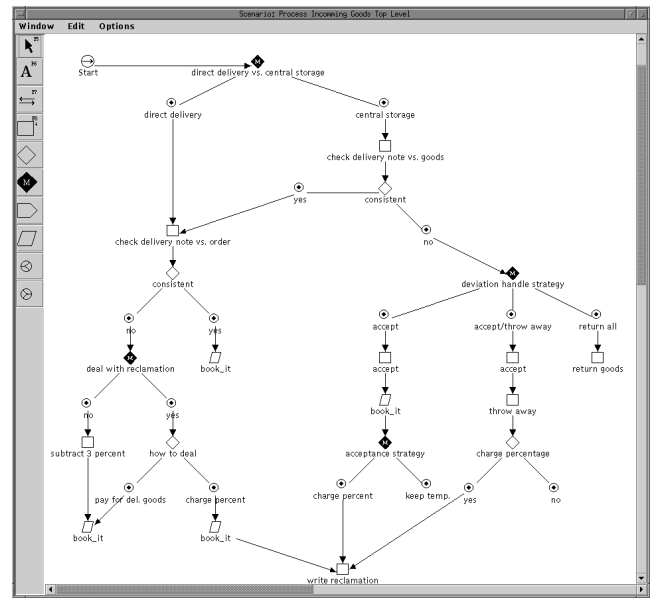 Scenario: Process Incomming Goods Top Level
Window Edit Options
A
M
Start
M
direct delivery vs. central storage
direct delivery
central storage
check delivery note vs. goods
yes
consistent
no
check delivery note vs. order
M
deviation handle strategy
consistent
accept
accept/throw away
return all
no
yes
M
deal with reclamation
book_it
accept
accept
return goods
book_it
throw away
no
yes
M
subtract 3 percent
how to deal
acceptance strategy
charge percentage
pay for del. goods
charge percent
charge percent
keep temp.
yes
no
book_it
book_it
write reclamation